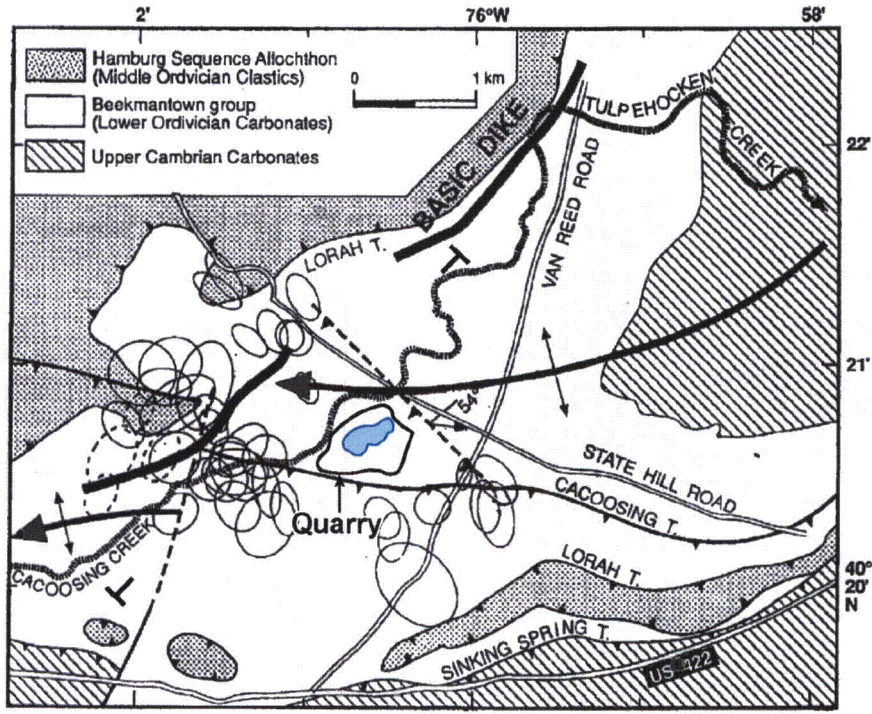 2'
76°W
58'
Hamburg Sequence Allochthon
(Middle Ordvician Clastics)
0
1 km
Beekmantown group
(Lower Ordivician Carbonates)
Upper Cambrian Carbonates
TULPEHOCKEN
CREEK
22'
BASIC DIKE
VAN REED ROAD
LORAH T.
21'
54°
STATE HILL ROAD
CACOOSING T.
Quarry
CACOOSING CREEK
LORAH T.
40°
20'
N
SINKING SPRING T.
US 422